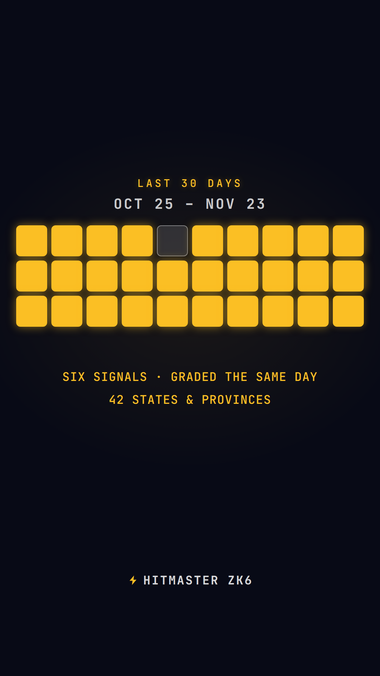 LAST 30 DAYS
OCT 25 – NOV 23
SIX SIGNALS · GRADED THE SAME DAY
42 STATES & PROVINCES
HITMASTER ZK6